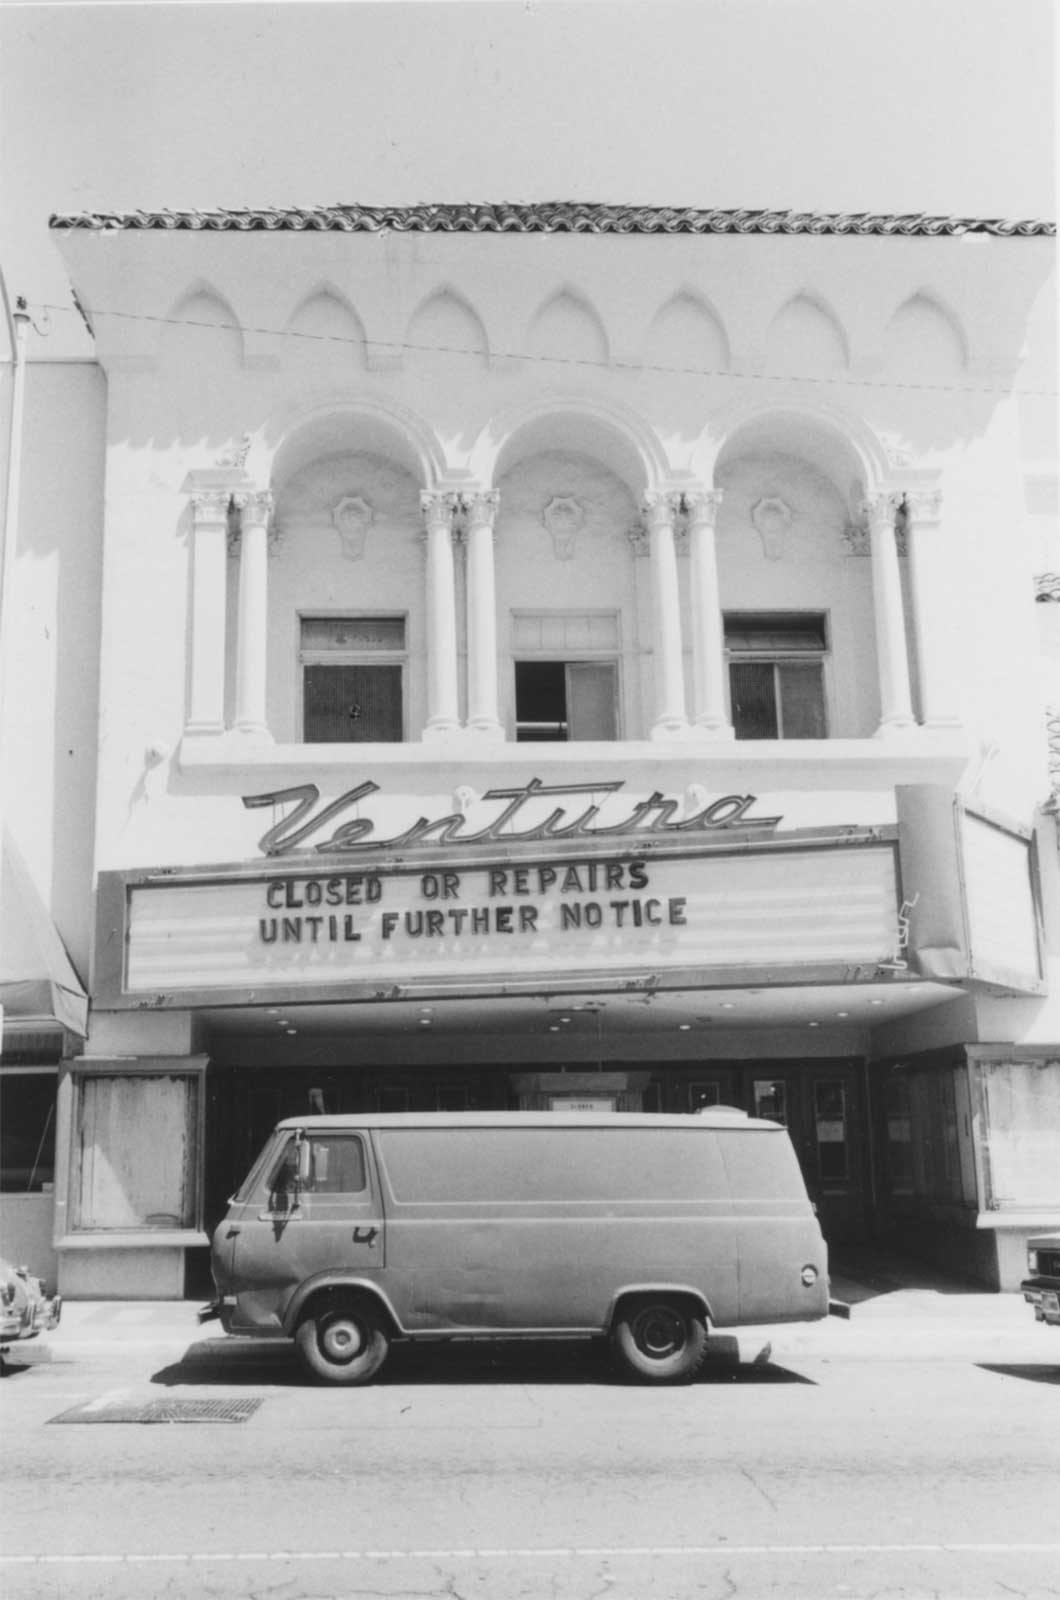 Ventura
CLOSED OR REPAIRS
UNTIL FURTHER NOTICE